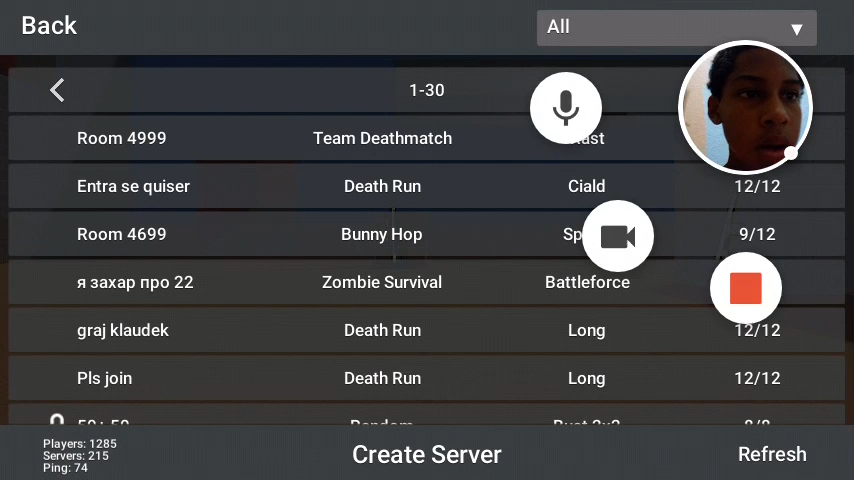 Back
All
1-30
Room 4999 Team Deathmatch
Entra se quiser Death Run Ciald 12/12
Room 4699 Bunny Hop 9/12
я захар про 22 Zombie Survival Battleforce
graj klaudek Death Run Long 12/12
Pls join Death Run Long 12/12
Random
Players: 1285
Servers: 215
Ping: 74
Create Server
Refresh